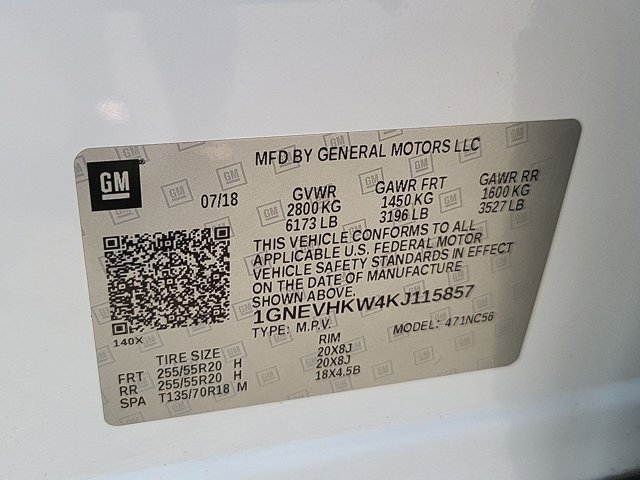 GM
MFD BY GENERAL MOTORS LLC
07/18
GVWR GAWR FRT GAWR RR
2800 KG 1450 KG 1600 KG
6173 LB 3196 LB 3527 LB
THIS VEHICLE CONFORMS TO ALL
APPLICABLE U.S. FEDERAL MOTOR
VEHICLE SAFETY STANDARDS IN EFFECT
ON THE DATE OF MANUFACTURE
SHOWN ABOVE.
1GNEVHKW4KJ115857
140X
TYPE: M.P.V. MODEL: 471NC56
TIRE SIZE RIM
FRT 255/55R20 H 20X8J
RR 255/55R20 H 20X8J
SPA T135/70R18 M 18X4.5B